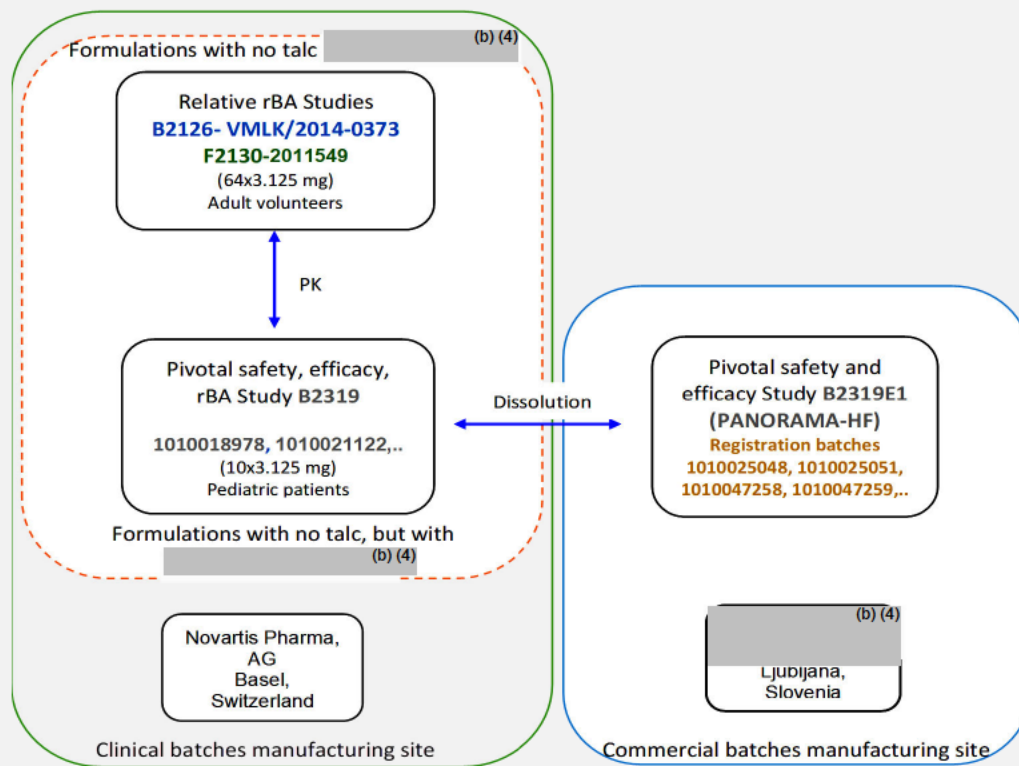 Formulations with no talc (b) (4)
Relative rBA Studies
B2126- VMLK/2014-0373
F2130-2011549
(64x3.125 mg)
Adult volunteers
PK
Pivotal safety, efficacy,
rBA Study B2319
1010018978, 1010021122,..
(10x3.125 mg)
Pediatric patients
Formulations with no talc, but with
(b) (4)
Novartis Pharma,
AG
Basel,
Switzerland
Clinical batches manufacturing site
Dissolution
Pivotal safety and
efficacy Study B2319E1
(PANORAMA-HF)
Registration batches
1010025048, 1010025051,
1010047258, 1010047259,..
(b) (4)
Ljubljana,
Slovenia
Commercial batches manufacturing site